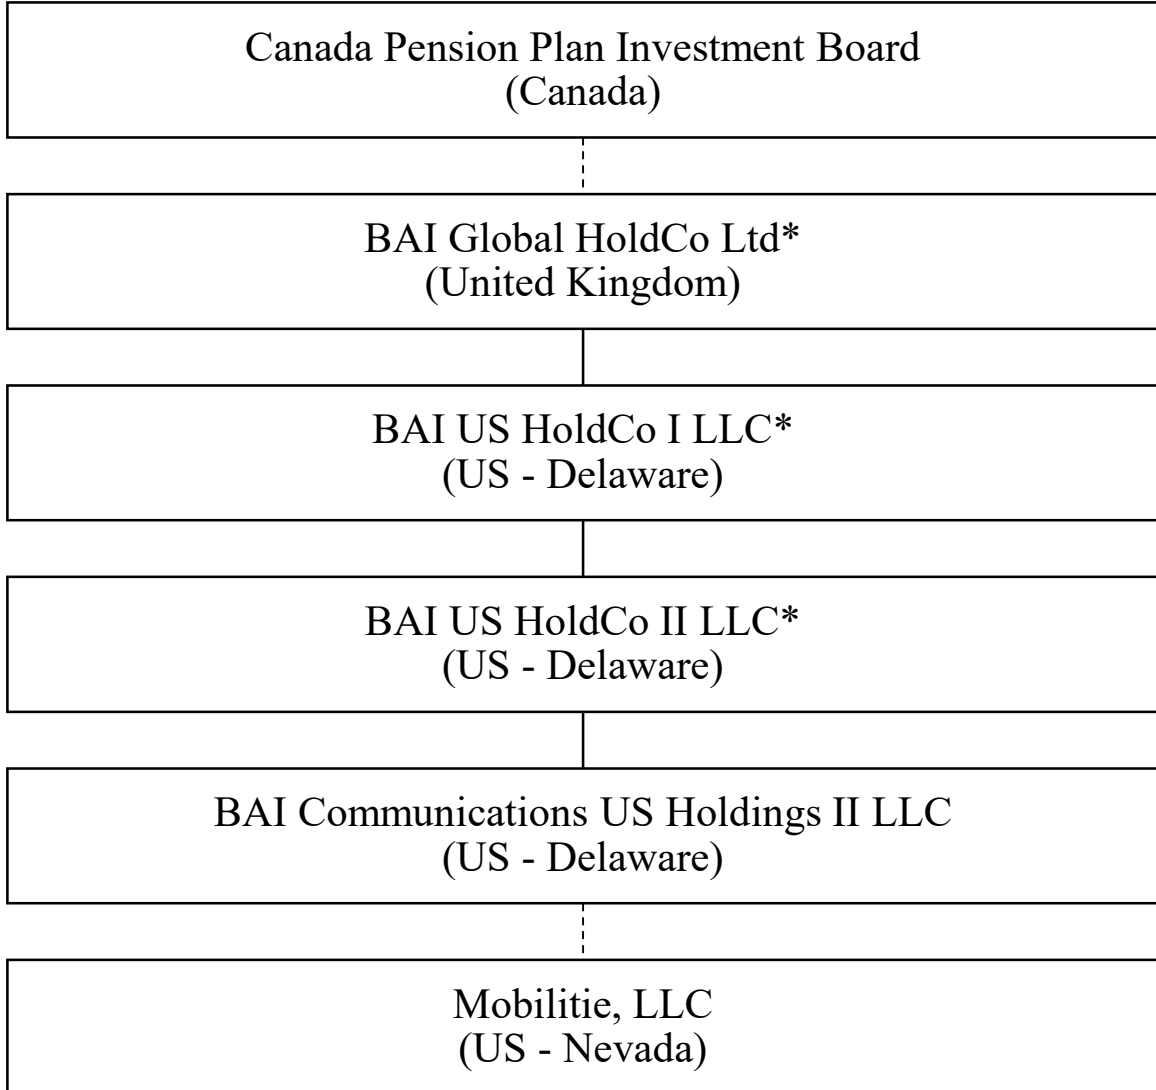 Canada Pension Plan Investment Board
(Canada)
BAI Global HoldCo Ltd*
(United Kingdom)
BAI US HoldCo I LLC*
(US - Delaware)
BAI US HoldCo II LLC*
(US - Delaware)
BAI Communications US Holdings II LLC
(US - Delaware)
Mobilitie, LLC
(US - Nevada)